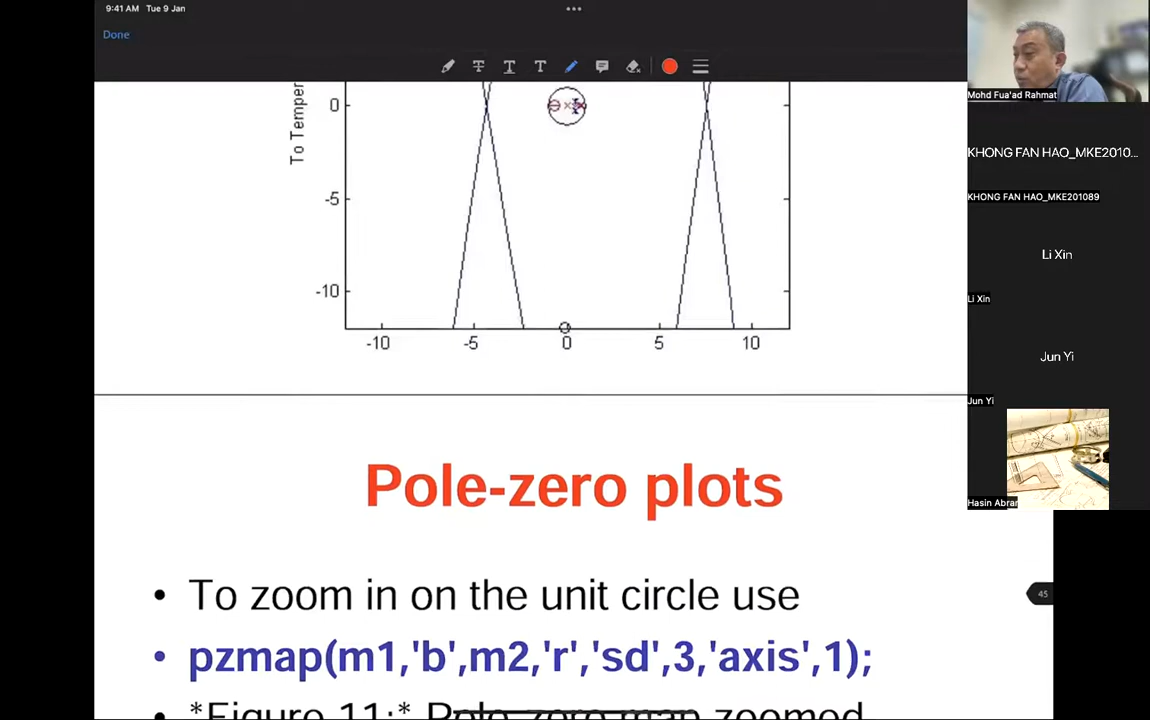 9:41 AM Tue 9 Jan
Done
To Temper
0
-5
-10
-10 -5 0 5 10
Pole-zero plots
• To zoom in on the unit circle use
• pzmap(m1,'b',m2,'r','sd',3,'axis',1);
• *Figure 11:* Pole-zero map zoomed
45
Mohd Fua'ad Rahmat
KHONG FAN HAO_MKE2010...
KHONG FAN HAO_MKE201089
Li Xin
Li Xin
Jun Yi
Jun Yi
Hasin Abrar